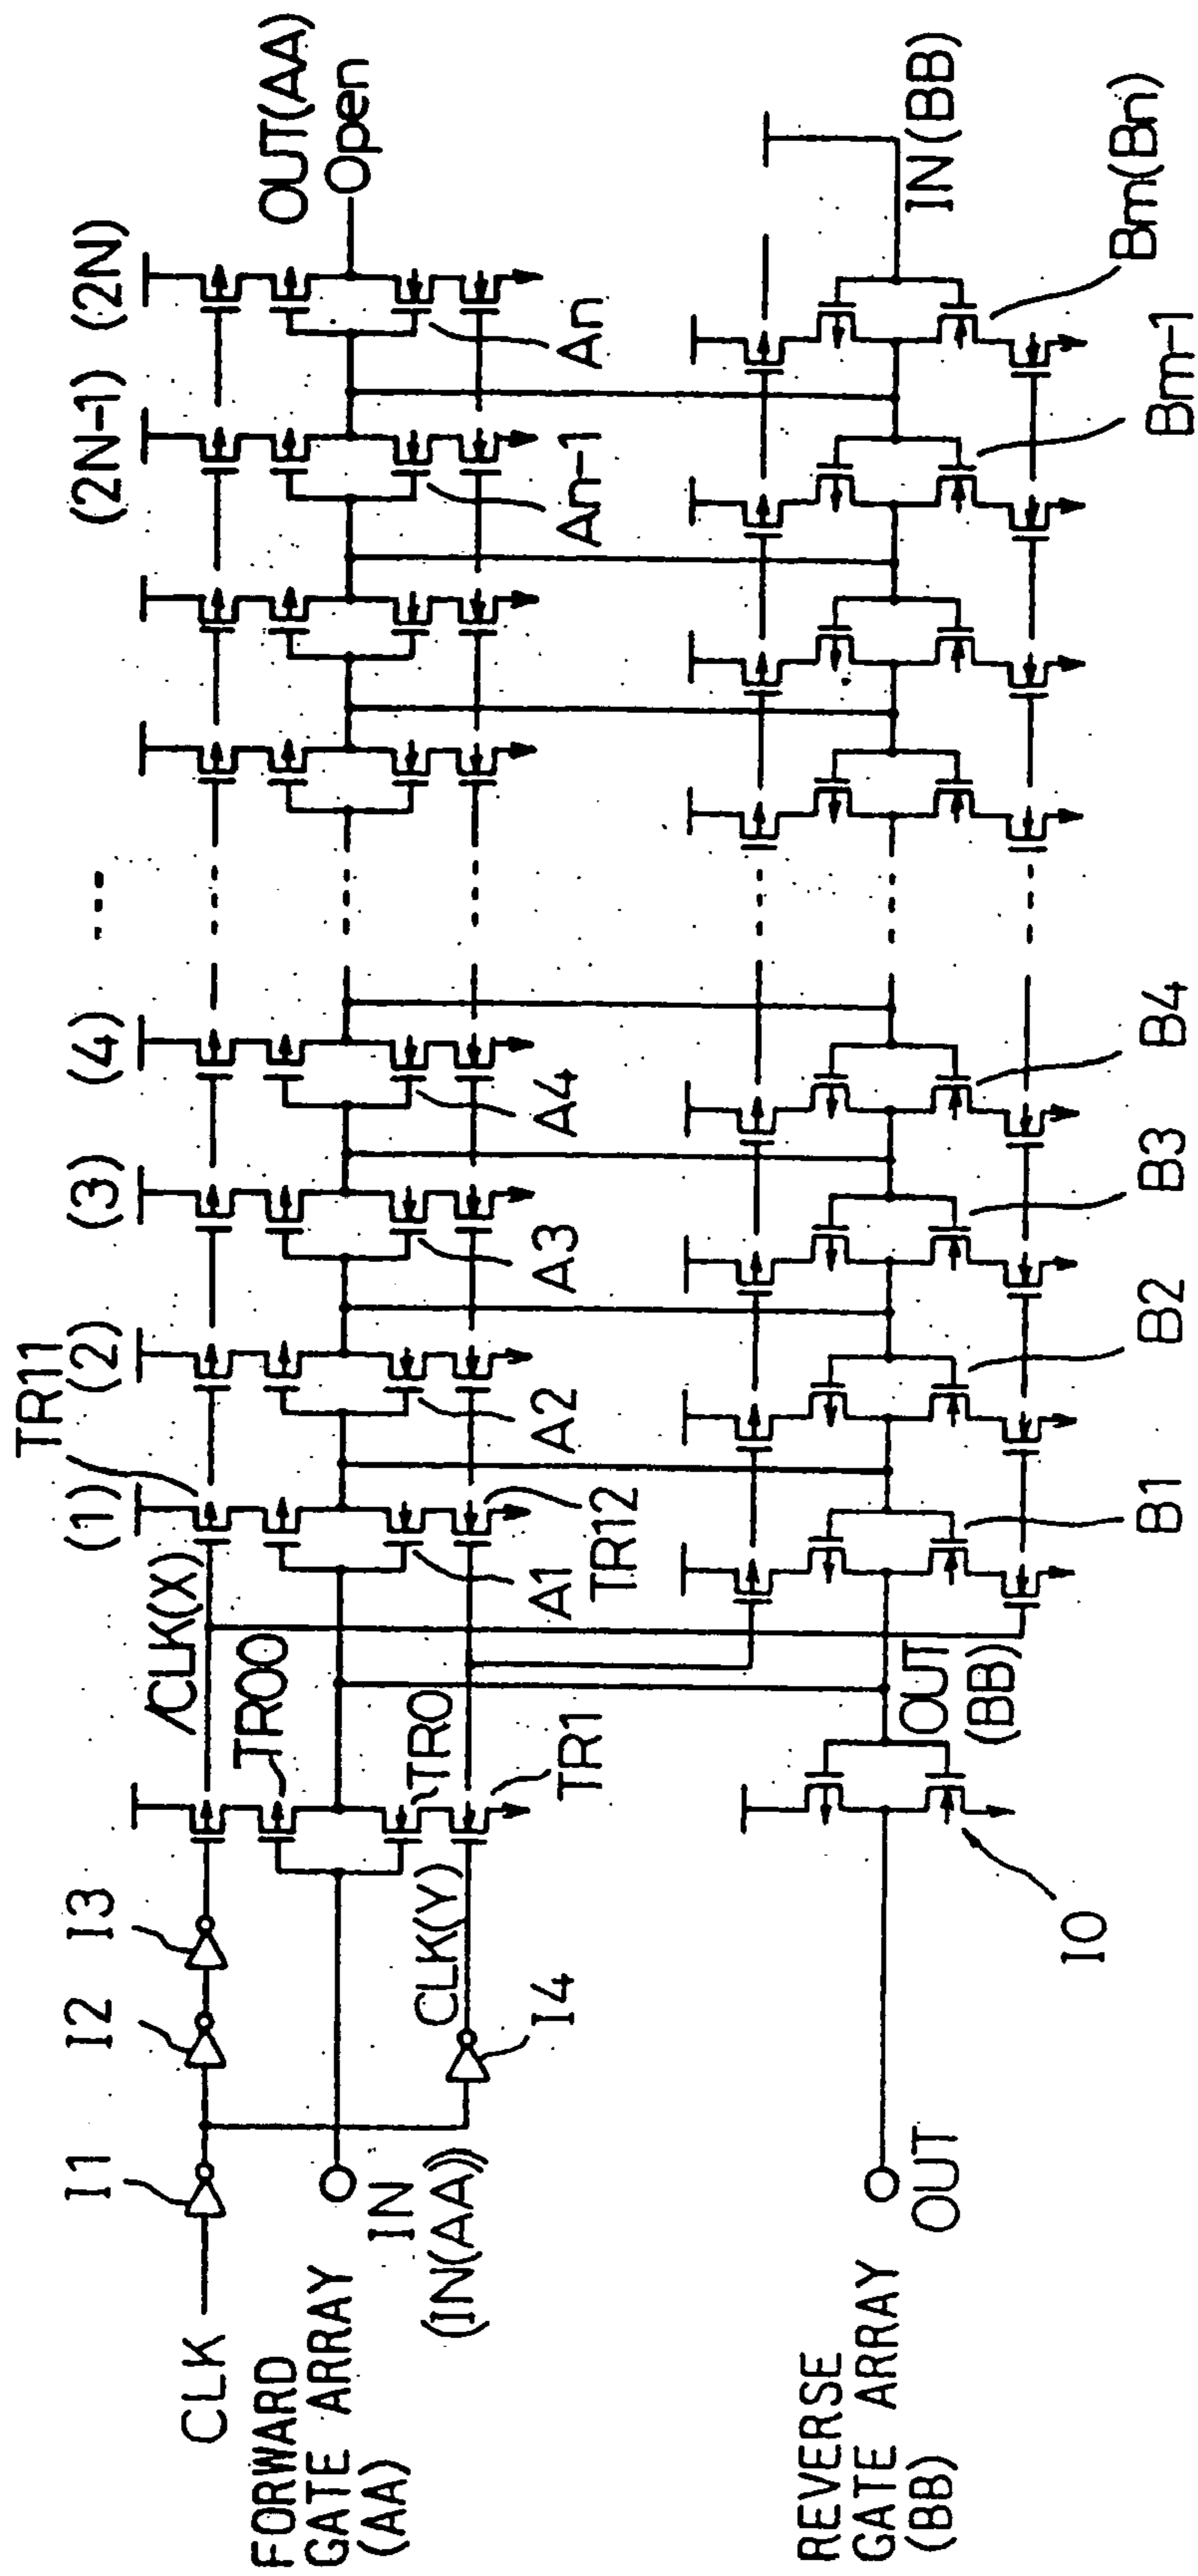 CLK
I1
I2
I3
/CLK(X)
TR11
(1)
(2)
(3)
(4)
(2N-1)
(2N)
FORWARD
GATE ARRAY
(AA)
IN
(IN(AA))
I4
CLK(Y)
TR00
TR0
TR1
A1
TR12
A2
A3
A4
An-1
An
OUT(AA)
Open
REVERSE
GATE ARRAY
(BB)
OUT
I0
OUT
(BB)
B1
B2
B3
B4
Bm-1
Bm(Bn)
IN(BB)